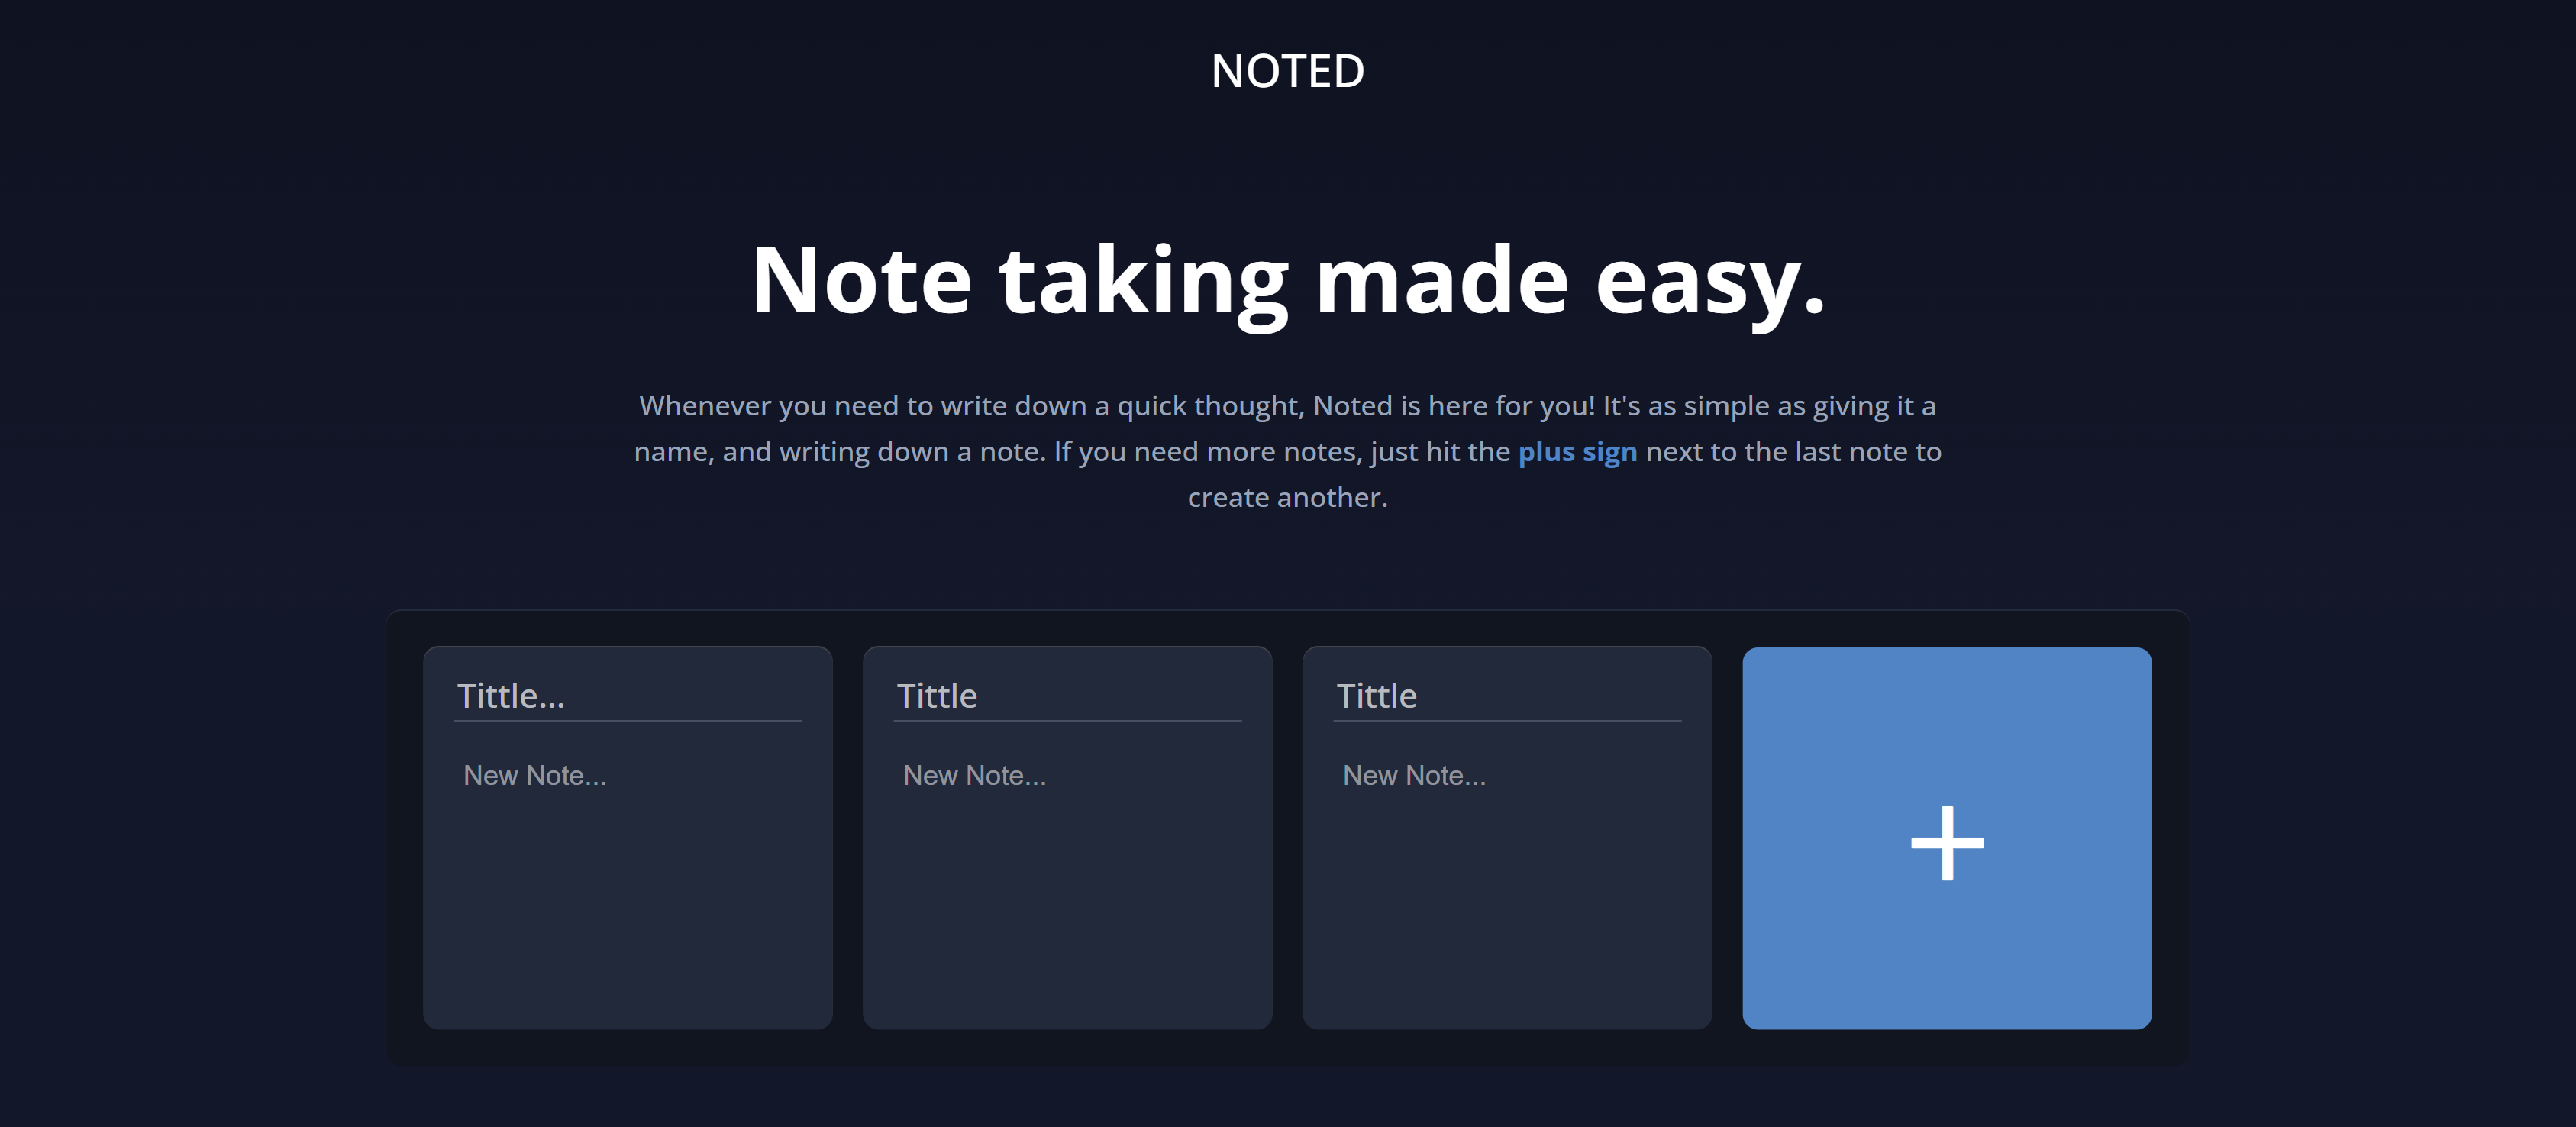 NOTED
Note taking made easy.
Whenever you need to write down a quick thought, Noted is here for you! It's as simple as giving it a
name, and writing down a note. If you need more notes, just hit the plus sign next to the last note to
create another.
Tittle...
New Note...
Tittle
New Note...
Tittle
New Note...